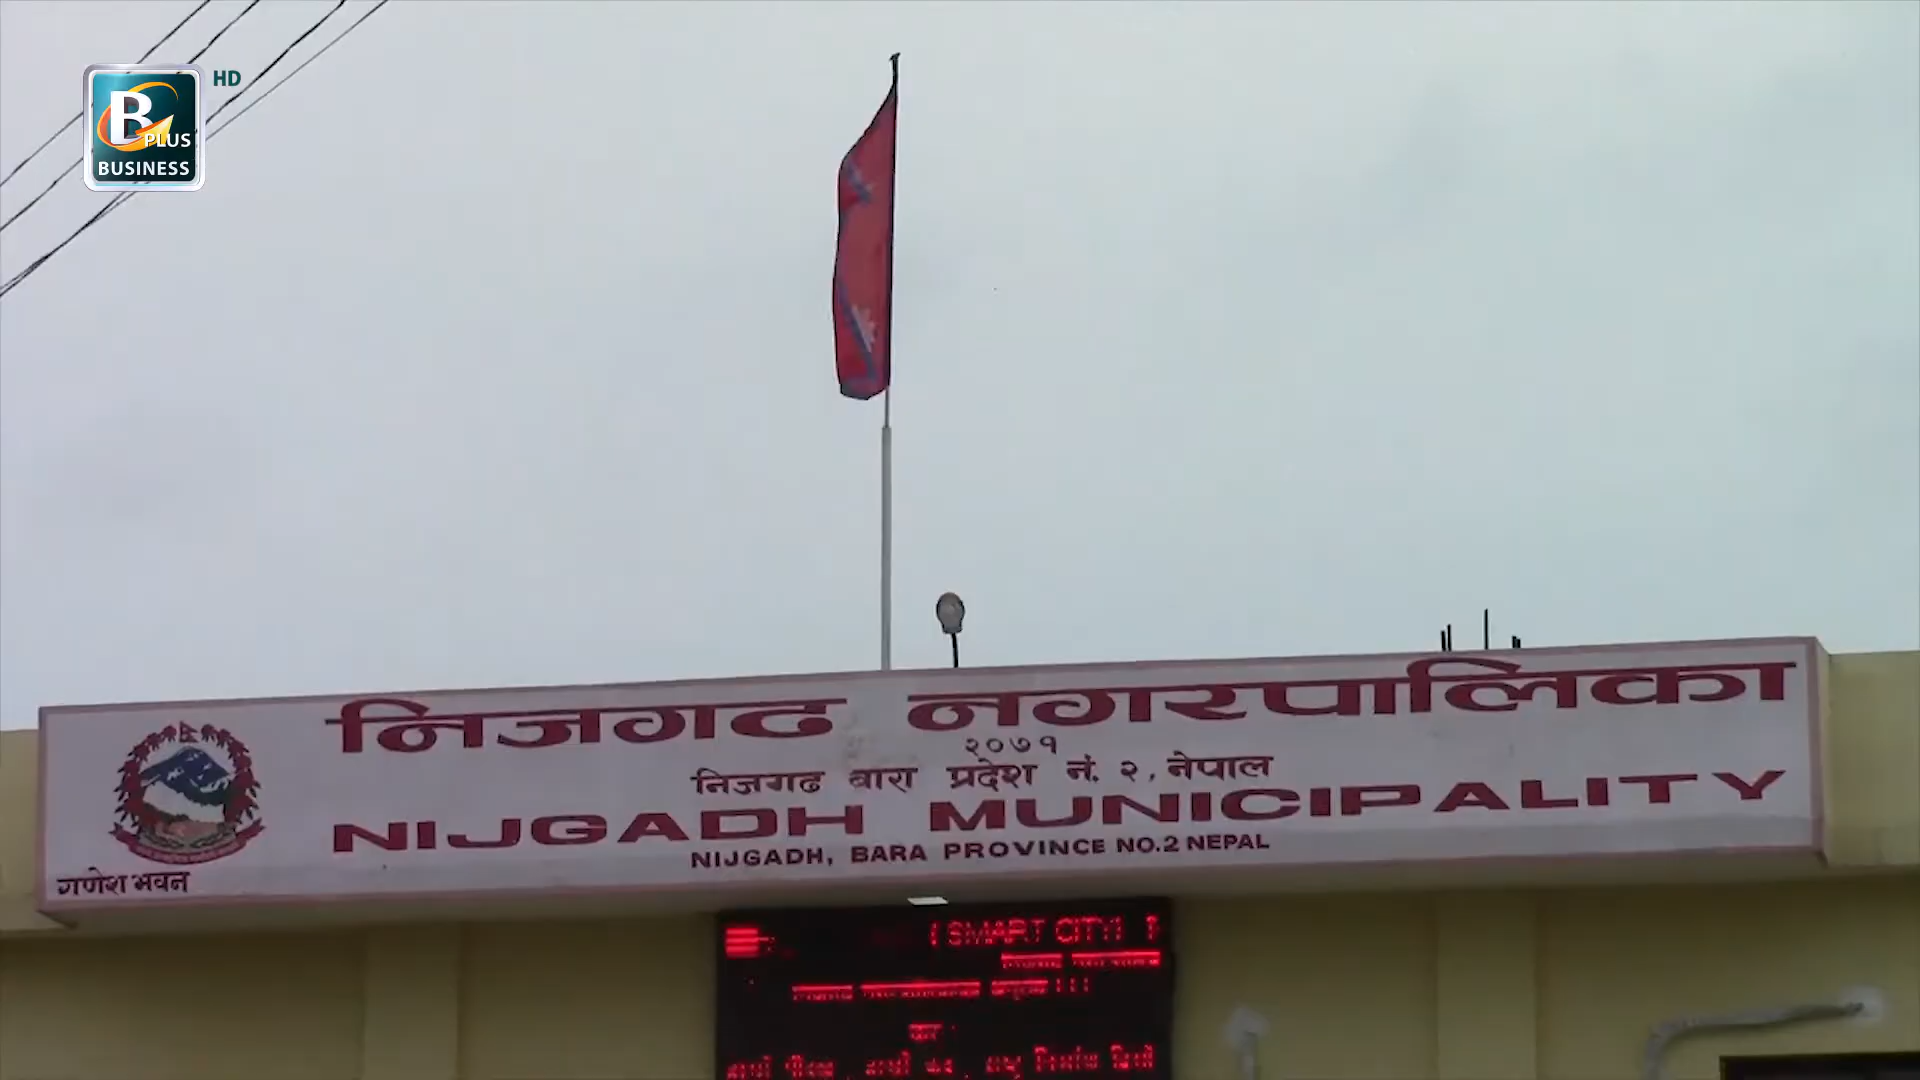 B PLUS
BUSINESS
HD
निजगढ नगरपालिका
२०७१
निजगढ बारा प्रदेश नं. २, नेपाल
NIJGADH MUNICIPALITY
NIJGADH, BARA PROVINCE NO.2 NEPAL
गणेश भवन
SMART CITY